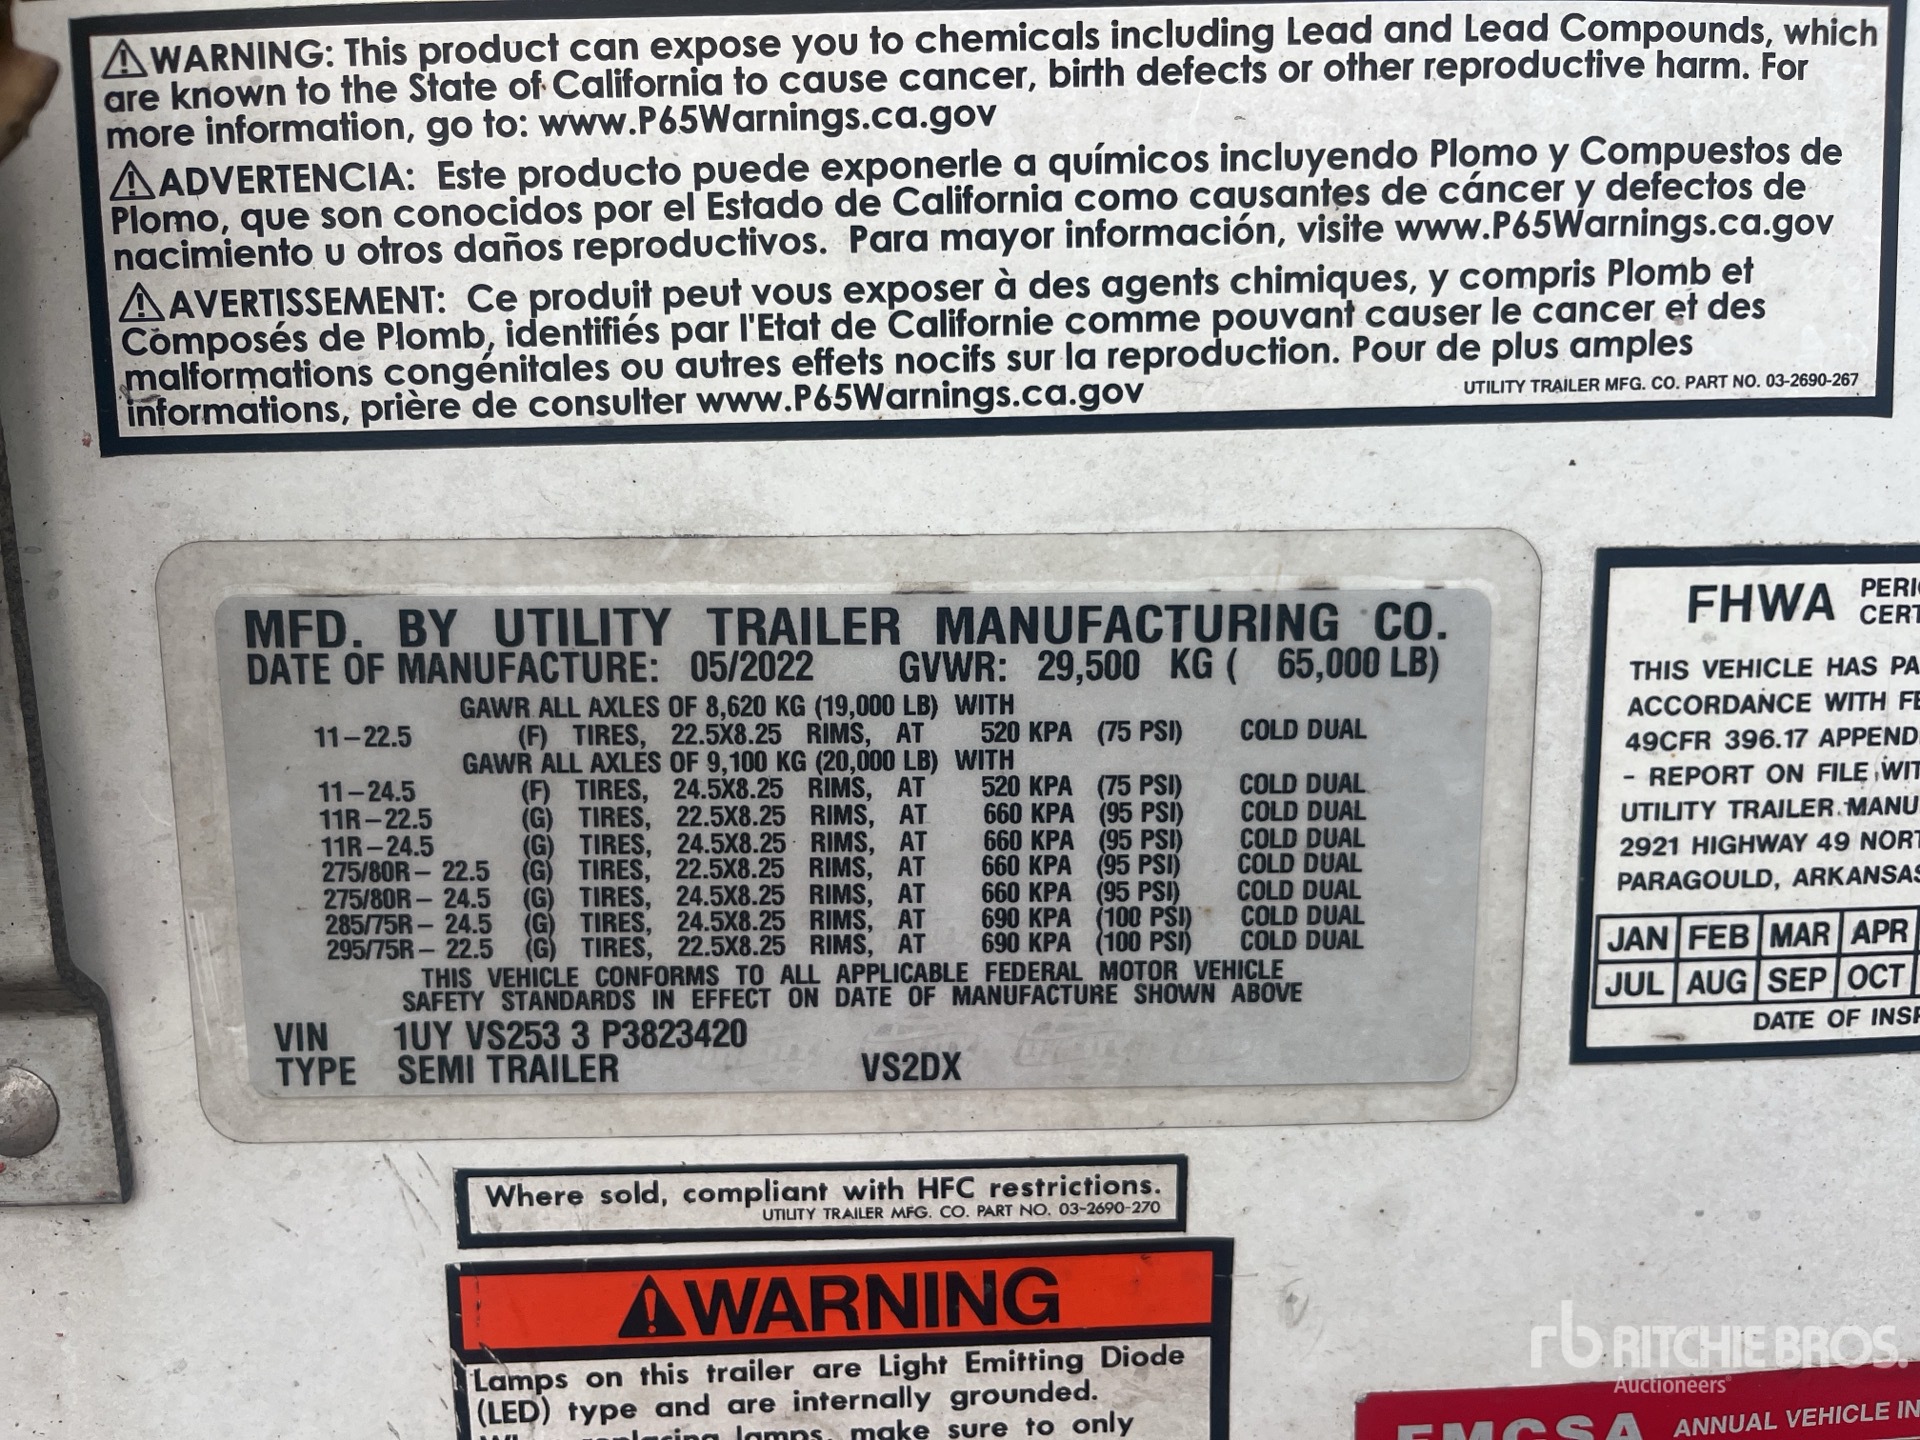 ⚠WARNING: This product can expose you to chemicals including Lead and Lead Compounds, which
are known to the State of California to cause cancer, birth defects or other reproductive harm. For
more information, go to: www.P65Warnings.ca.gov
⚠ADVERTENCIA: Este producto puede exponerle a químicos incluyendo Plomo y Compuestos de
Plomo, que son conocidos por el Estado de California como causantes de cáncer y defectos de
nacimiento u otros daños reproductivos. Para mayor información, visite www.P65Warnings.ca.gov
⚠AVERTISSEMENT: Ce produit peut vous exposer à des agents chimiques, y compris Plomb et
Composés de Plomb, identifiés par l'Etat de Californie comme pouvant causer le cancer et des
malformations congénitales ou autres effets nocifs sur la reproduction. Pour de plus amples
informations, prière de consulter www.P65Warnings.ca.gov
UTILITY TRAILER MFG. CO. PART NO. 03-2690-267
MFD. BY UTILITY TRAILER MANUFACTURING CO.
DATE OF MANUFACTURE: 05/2022 GVWR: 29,500 KG ( 65,000 LB)
GAWR ALL AXLES OF 8,620 KG (19,000 LB) WITH
11-22.5 (F) TIRES, 22.5X8.25 RIMS, AT 520 KPA (75 PSI) COLD DUAL
GAWR ALL AXLES OF 9,100 KG (20,000 LB) WITH
11-24.5 (F) TIRES, 24.5X8.25 RIMS, AT 520 KPA (75 PSI) COLD DUAL
11R-22.5 (G) TIRES, 22.5X8.25 RIMS, AT 660 KPA (95 PSI) COLD DUAL
11R-24.5 (G) TIRES, 24.5X8.25 RIMS, AT 660 KPA (95 PSI) COLD DUAL
275/80R- 22.5 (G) TIRES, 22.5X8.25 RIMS, AT 660 KPA (95 PSI) COLD DUAL
275/80R- 24.5 (G) TIRES, 24.5X8.25 RIMS, AT 660 KPA (95 PSI) COLD DUAL
285/75R- 24.5 (G) TIRES, 24.5X8.25 RIMS, AT 690 KPA (100 PSI) COLD DUAL
295/75R- 22.5 (G) TIRES, 22.5X8.25 RIMS, AT 690 KPA (100 PSI) COLD DUAL
THIS VEHICLE CONFORMS TO ALL APPLICABLE FEDERAL MOTOR VEHICLE
SAFETY STANDARDS IN EFFECT ON DATE OF MANUFACTURE SHOWN ABOVE
VIN 1UY VS253 3 P3823420
TYPE SEMI TRAILER VS2DX
FHWA PERI
CERT
THIS VEHICLE HAS PA
ACCORDANCE WITH FE
49CFR 396.17 APPEND
- REPORT ON FILE WIT
UTILITY TRAILER MANU
2921 HIGHWAY 49 NORT
PARAGOULD, ARKANSAS
JAN FEB MAR APR
JUL AUG SEP OCT
DATE OF INSP
Where sold, compliant with HFC restrictions.
UTILITY TRAILER MFG. CO. PART NO. 03-2690-270
⚠WARNING
Lamps on this trailer are Light Emitting Diode
(LED) type and are internally grounded.
When replacing lamps, make sure to only
rb RITCHIE BROS.
Auctioneers
FMCSA ANNUAL VEHICLE IN